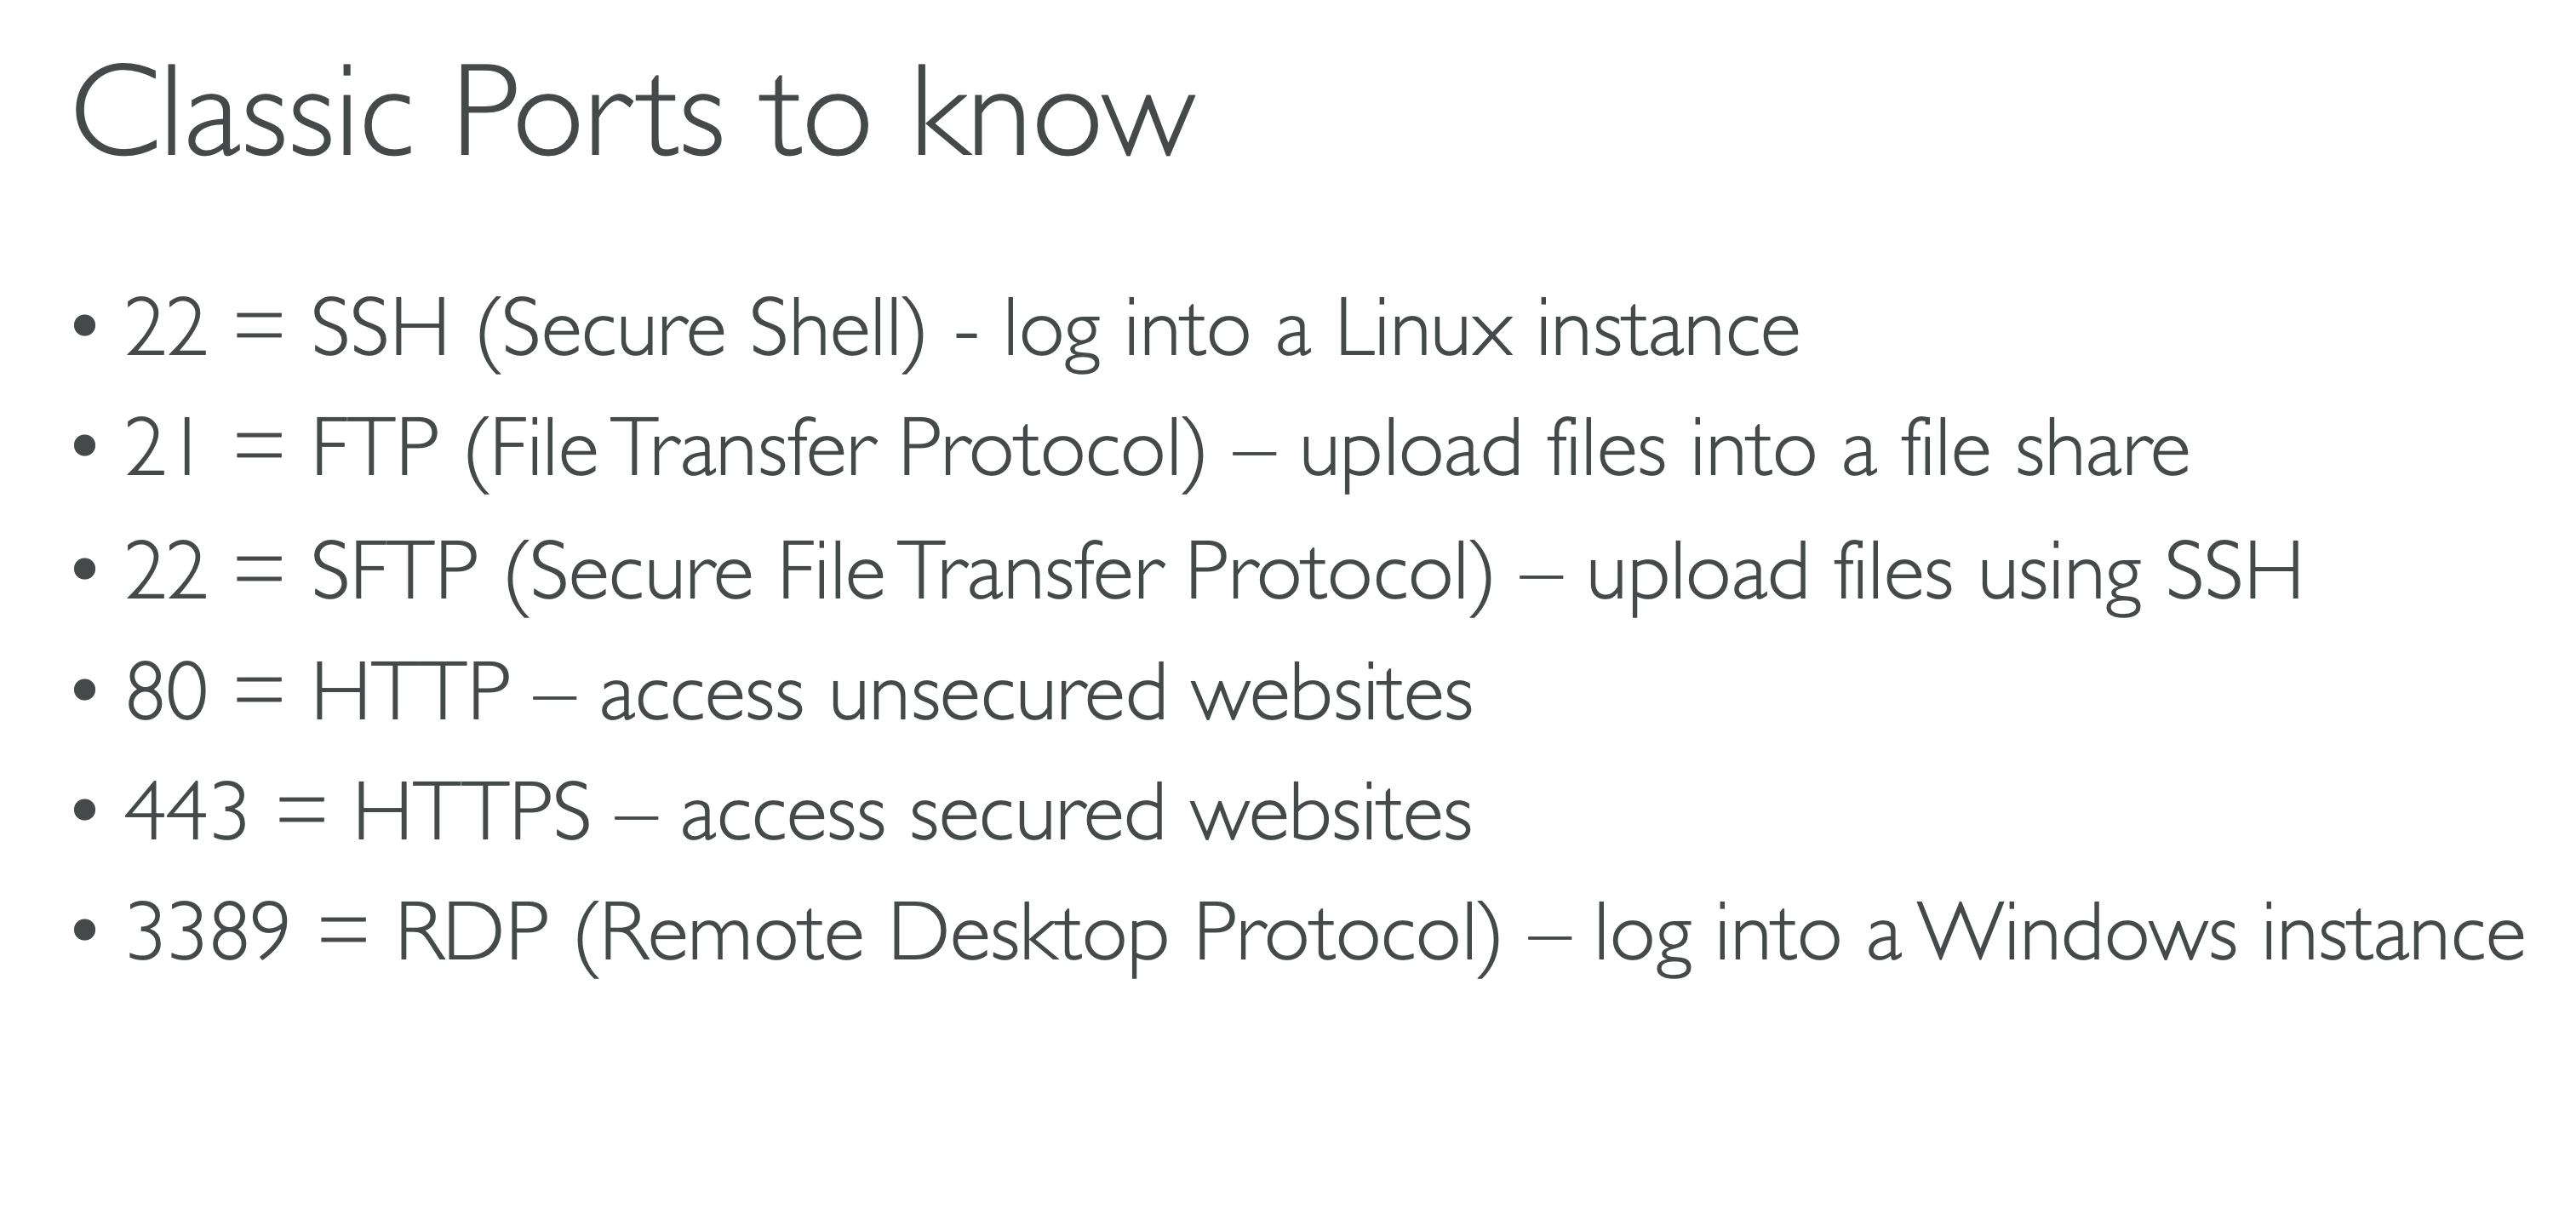 Classic Ports to know
• 22 = SSH (Secure Shell) - log into a Linux instance
• 21 = FTP (File Transfer Protocol) – upload files into a file share
• 22 = SFTP (Secure File Transfer Protocol) – upload files using SSH
• 80 = HTTP – access unsecured websites
• 443 = HTTPS – access secured websites
• 3389 = RDP (Remote Desktop Protocol) – log into a Windows instance